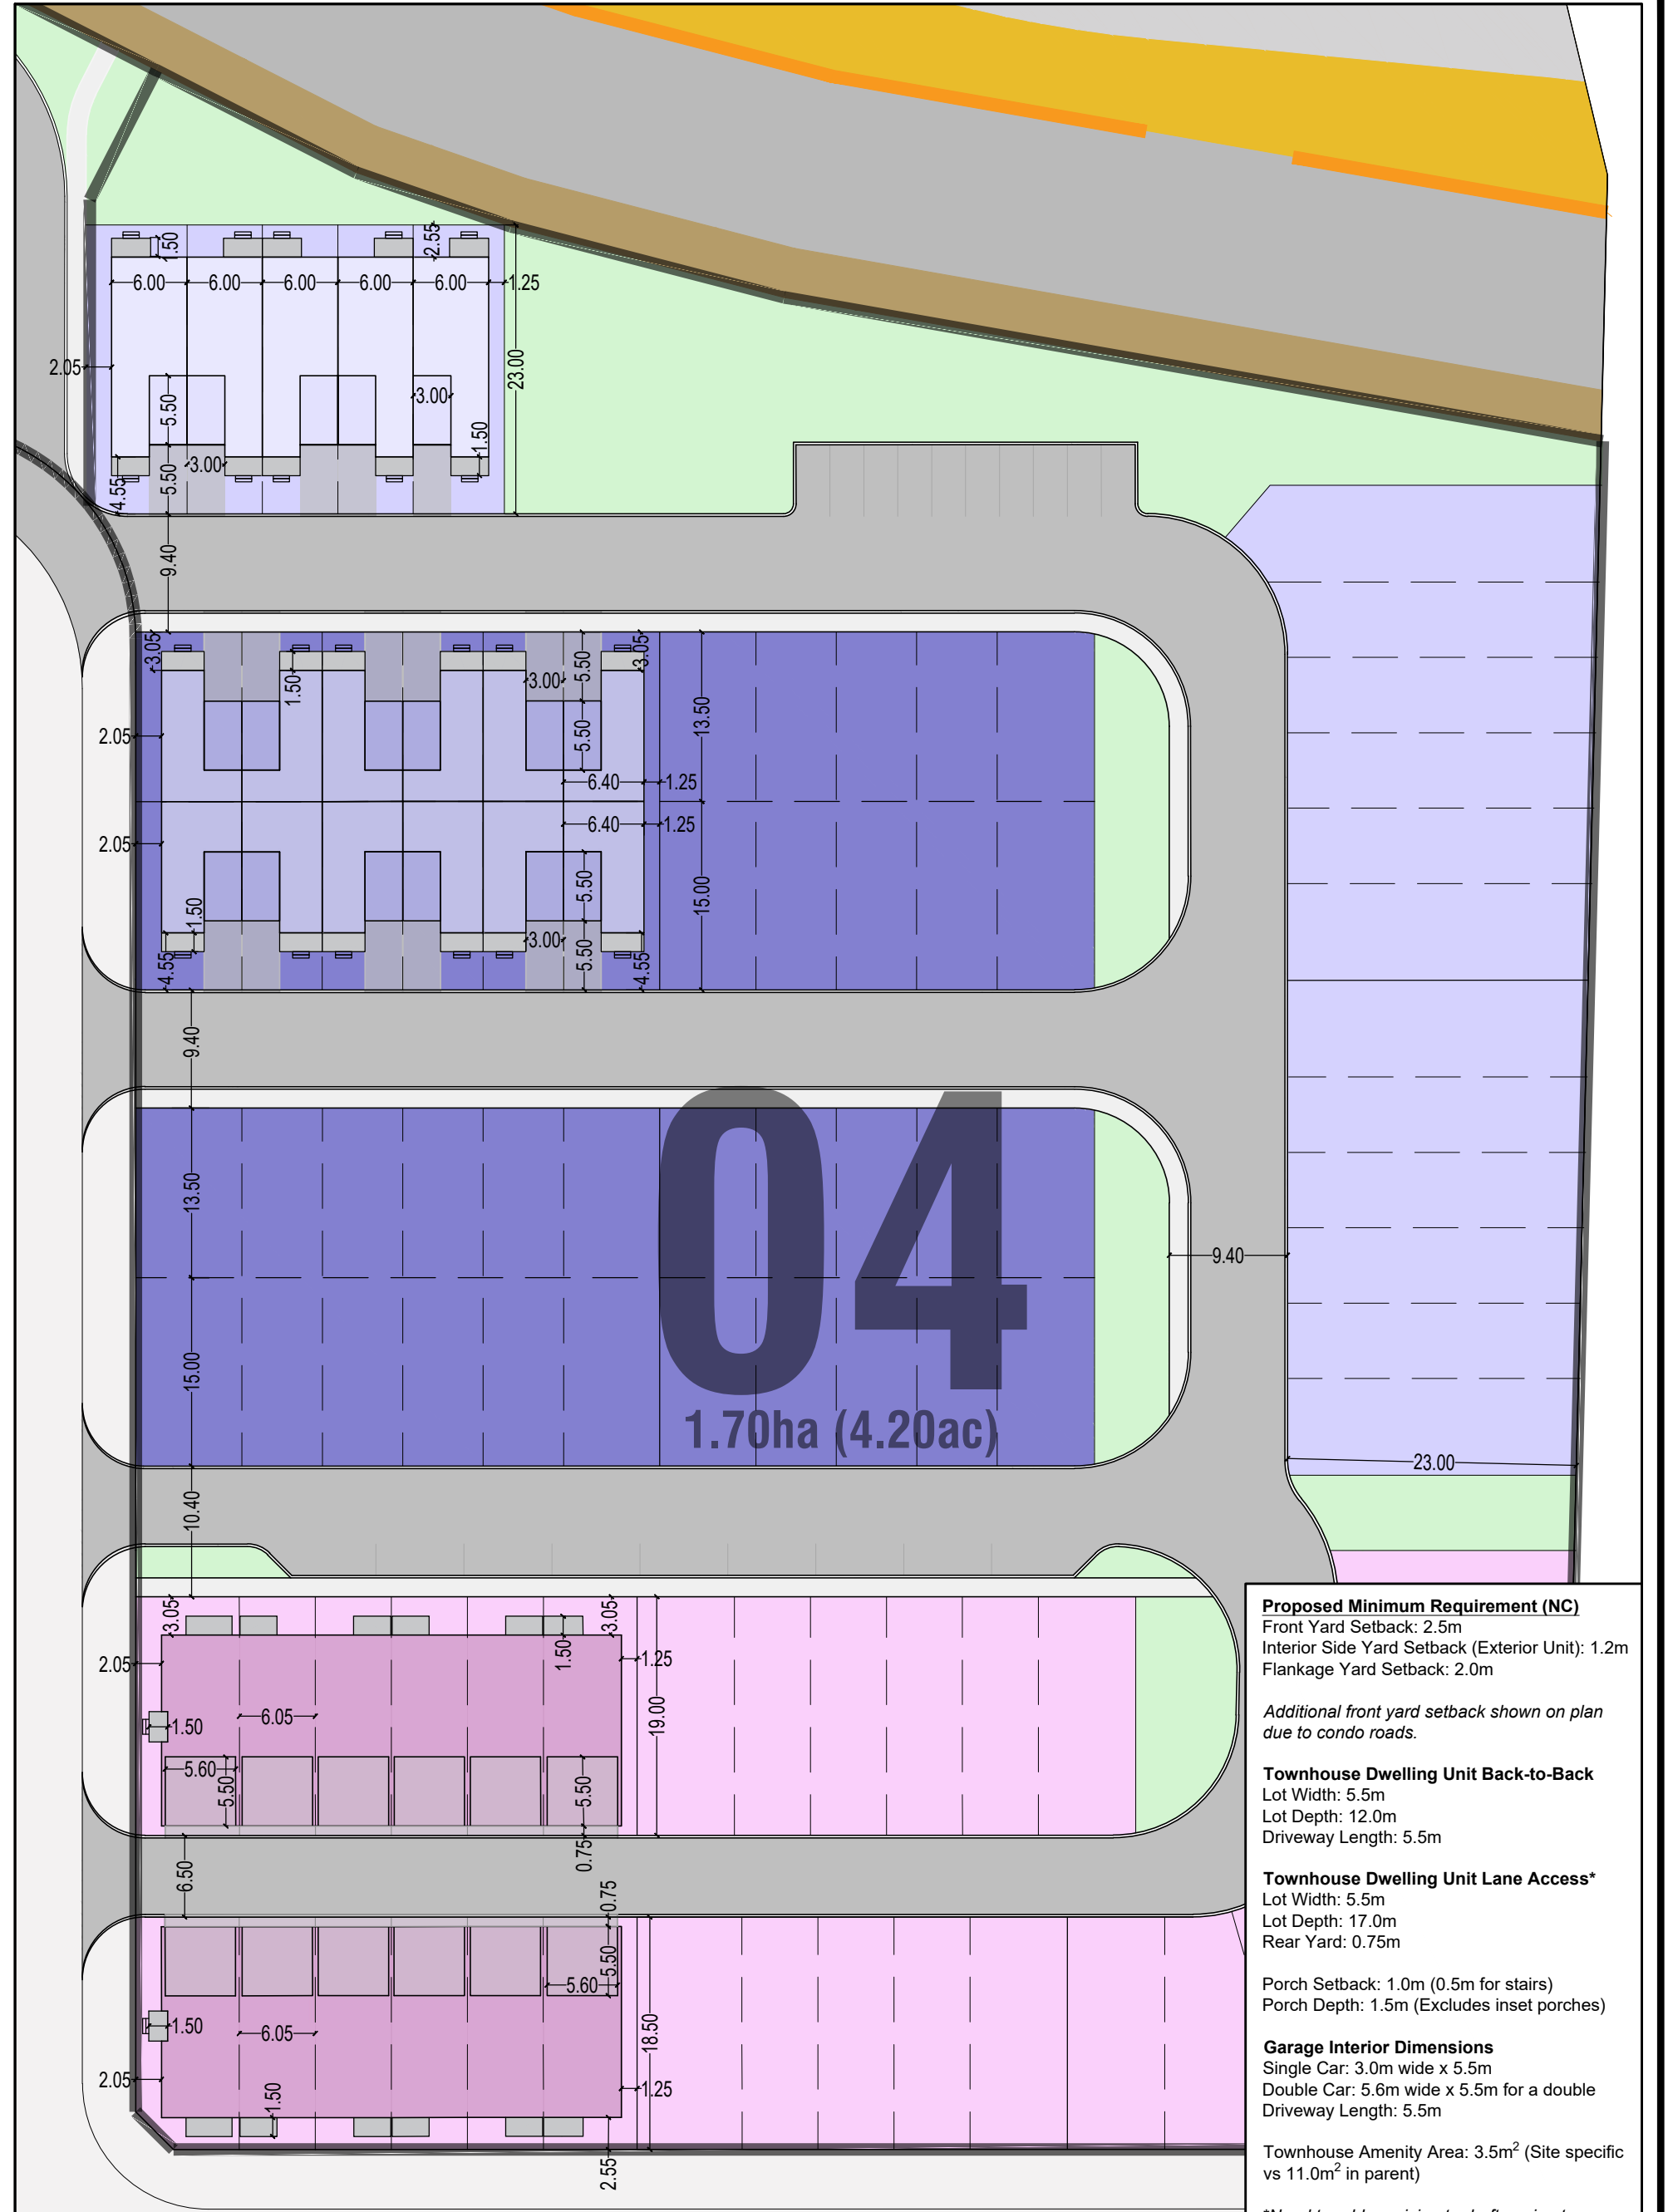 1.50
2.55
6.00
6.00
6.00
6.00
6.00
1.25
2.05
23.00
5.50
3.00
1.50
3.00
4.55
5.50
9.40
3.05
1.50
3.00
5.50
3.05
13.50
2.05
5.50
6.40
1.25
6.40
1.25
2.05
5.50
15.00
1.50
3.00
4.55
5.50
4.55
9.40
04
13.50
9.40
15.00
1.70ha (4.20ac)
23.00
10.40
3.05
3.05
1.50
2.05
1.25
1.50
6.05
19.00
5.60
5.50
5.50
0.75
6.50
0.75
5.50
5.60
1.50
6.05
18.50
2.05
1.50
1.25
2.55
Proposed Minimum Requirement (NC)
Front Yard Setback: 2.5m
Interior Side Yard Setback (Exterior Unit): 1.2m
Flankage Yard Setback: 2.0m
Additional front yard setback shown on plan
due to condo roads.
Townhouse Dwelling Unit Back-to-Back
Lot Width: 5.5m
Lot Depth: 12.0m
Driveway Length: 5.5m
Townhouse Dwelling Unit Lane Access*
Lot Width: 5.5m
Lot Depth: 17.0m
Rear Yard: 0.75m
Porch Setback: 1.0m (0.5m for stairs)
Porch Depth: 1.5m (Excludes inset porches)
Garage Interior Dimensions
Single Car: 3.0m wide x 5.5m
Double Car: 5.6m wide x 5.5m for a double
Driveway Length: 5.5m
Townhouse Amenity Area: 3.5m² (Site specific
vs 11.0m² in parent)